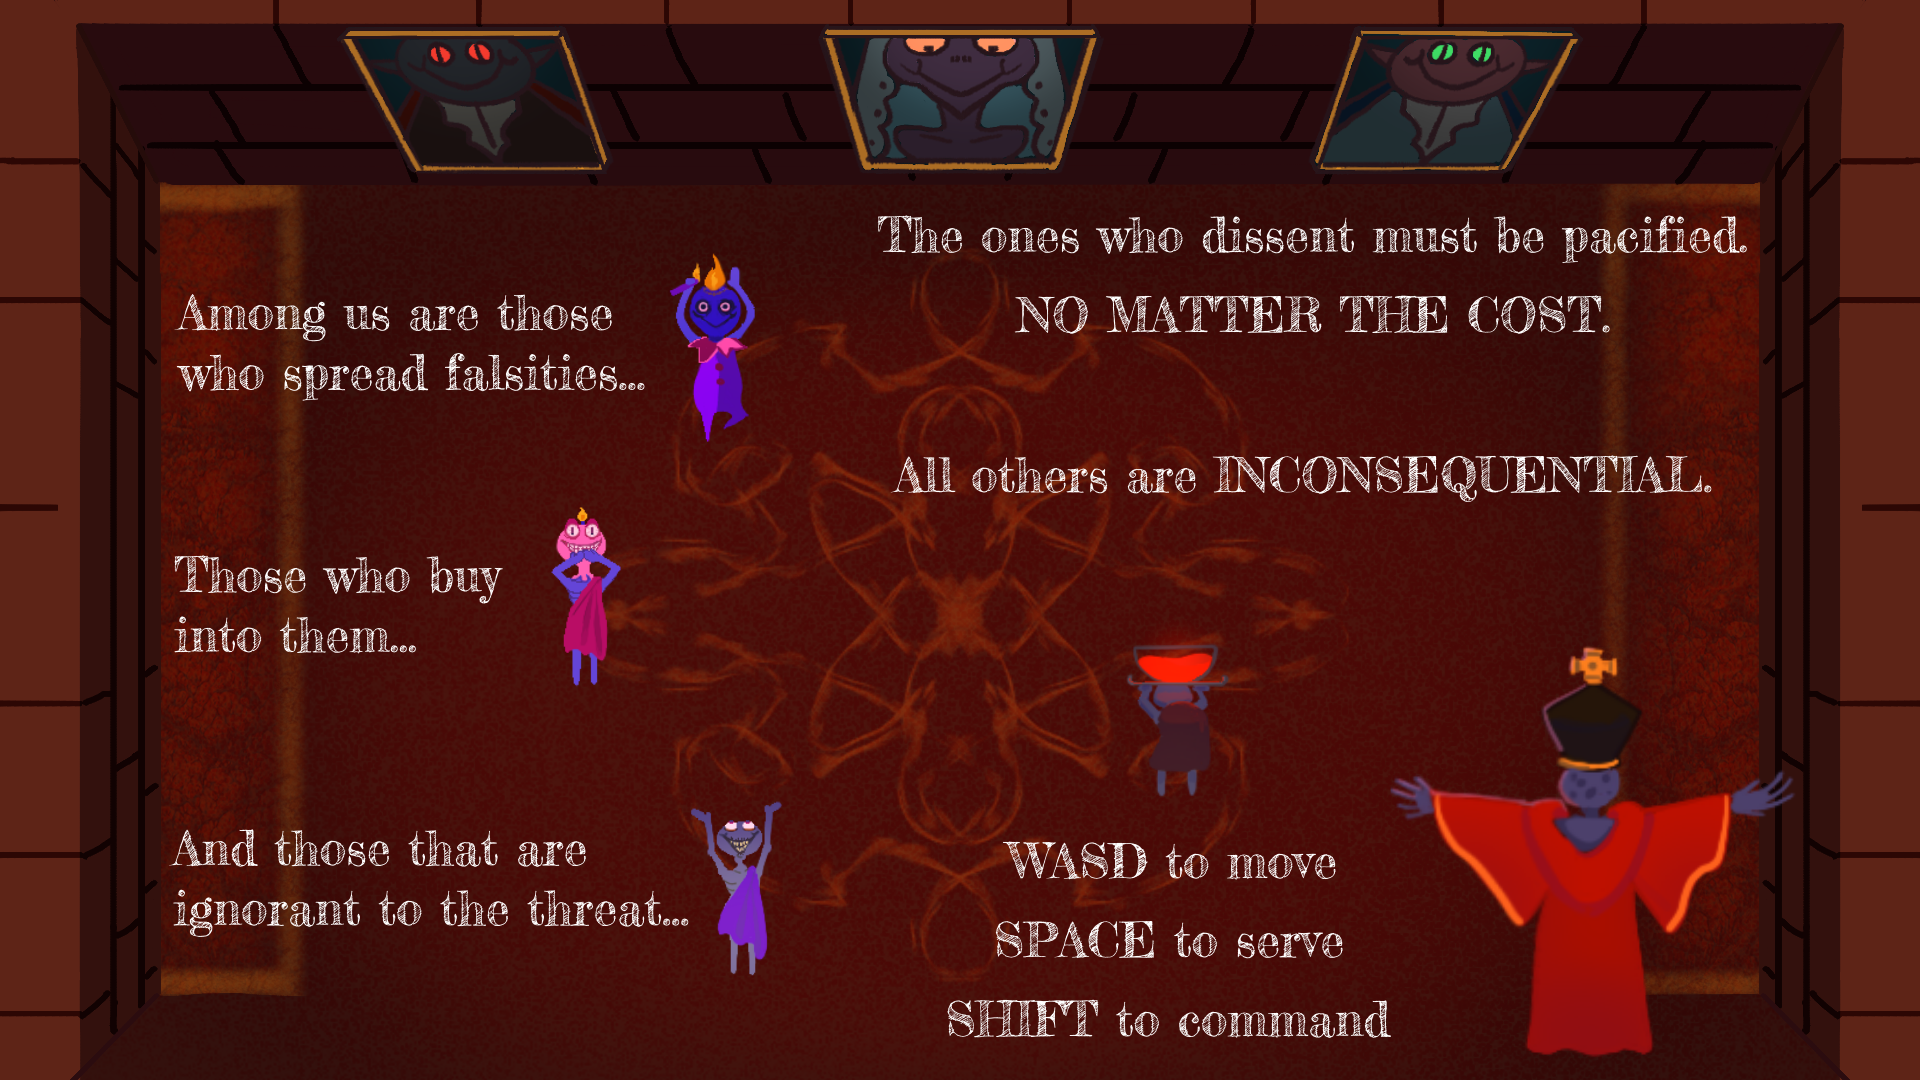 Among us are those
who spread falsities...
Those who buy
into them...
And those that are
ignorant to the threat...
The ones who dissent must be pacified.
NO MATTER THE COST.
All others are INCONSEQUENTIAL.
WASD to move
SPACE to serve
SHIFT to command